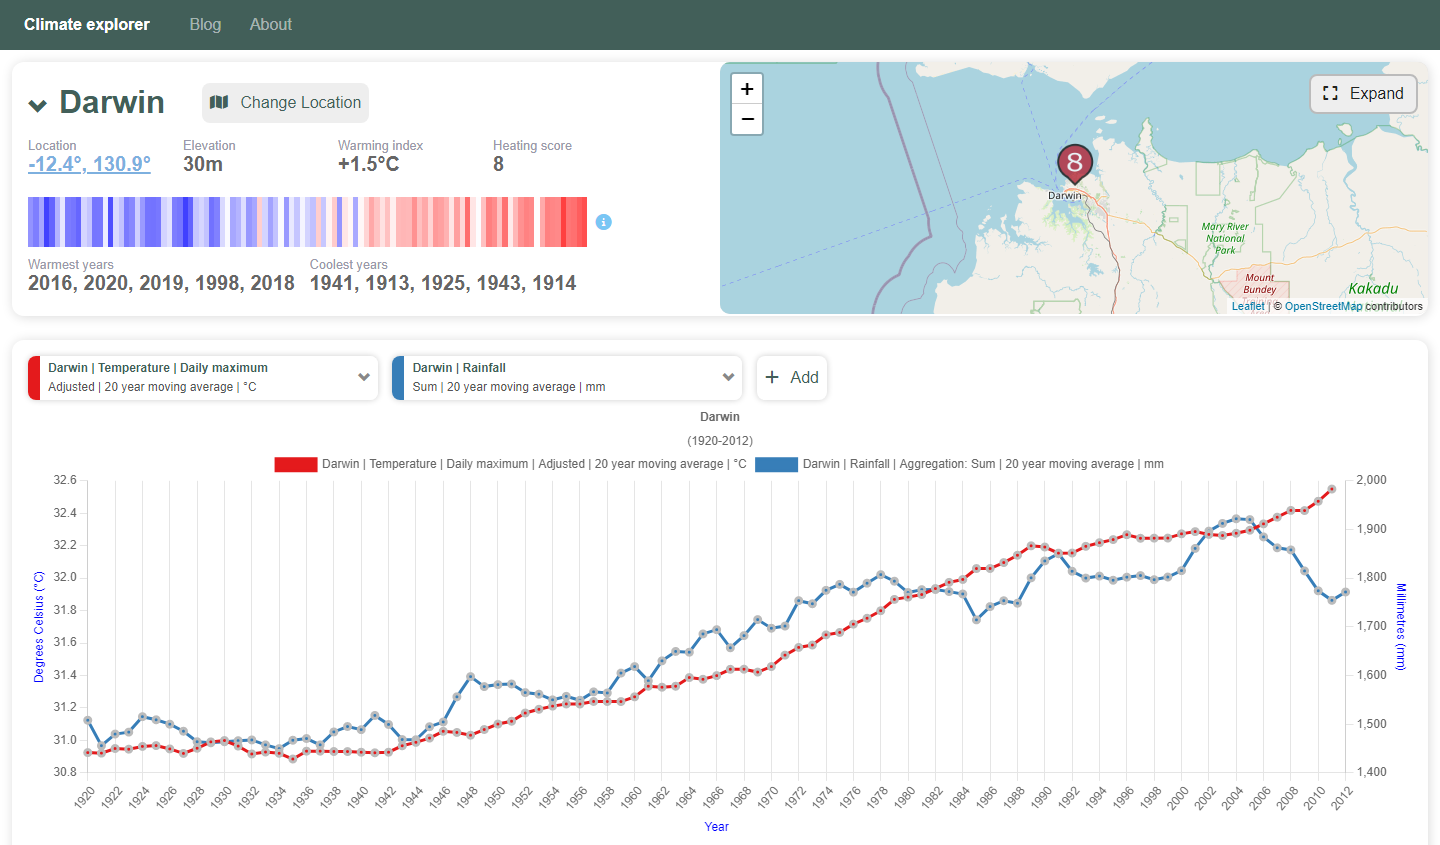 Climate explorer
Blog
About
Darwin
Change Location
Location
Elevation
Warming index
Heating score
-12.4°, 130.9°
30m
+1.5°C
8
Warmest years
Coolest years
2016, 2020, 2019, 1998, 2018
1941, 1913, 1925, 1943, 1914
+
−
Expand
8
Darwin
Mary River
National
Park
Mount
Bundey
Kakadu
Leaflet | © OpenStreetMap contributors
Darwin | Temperature | Daily maximum
Adjusted | 20 year moving average | °C
Darwin | Rainfall
Sum | 20 year moving average | mm
+ Add
Darwin
(1920-2012)
Darwin | Temperature | Daily maximum | Adjusted | 20 year moving average | °C
Darwin | Rainfall | Aggregation: Sum | 20 year moving average | mm
Degrees Celsius (°C)
32.6
32.4
32.2
32.0
31.8
31.6
31.4
31.2
31.0
30.8
2,000
1,900
1,800
1,700
1,600
1,500
1,400
Millimetres (mm)
1920 1922 1924 1926 1928 1930 1932 1934 1936 1938 1940 1942 1944 1946 1948 1950 1952 1954 1956 1958 1960 1962 1964 1966 1968 1970 1972 1974 1976 1978 1980 1982 1984 1986 1988 1990 1992 1994 1996 1998 2000 2002 2004 2006 2008 2010 2012
Year